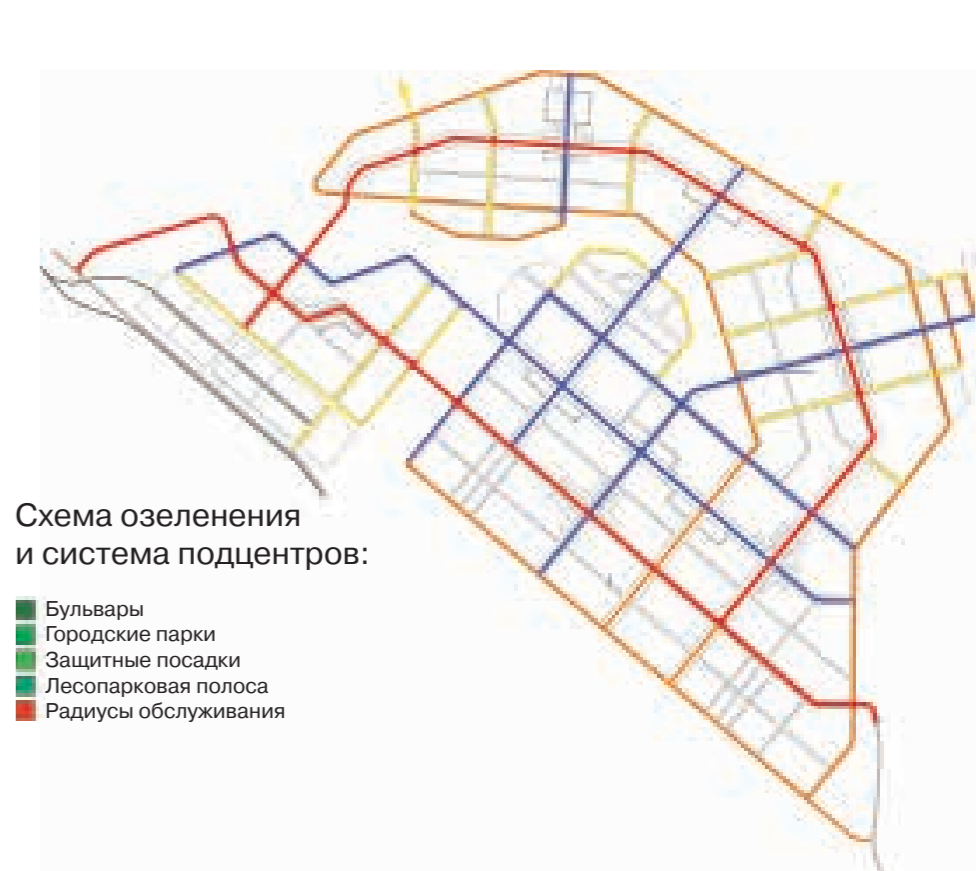 Схема озеленения
и система подцентров:
Бульвары
Городские парки
Защитные посадки
Лесопарковая полоса
Радиусы обслуживания